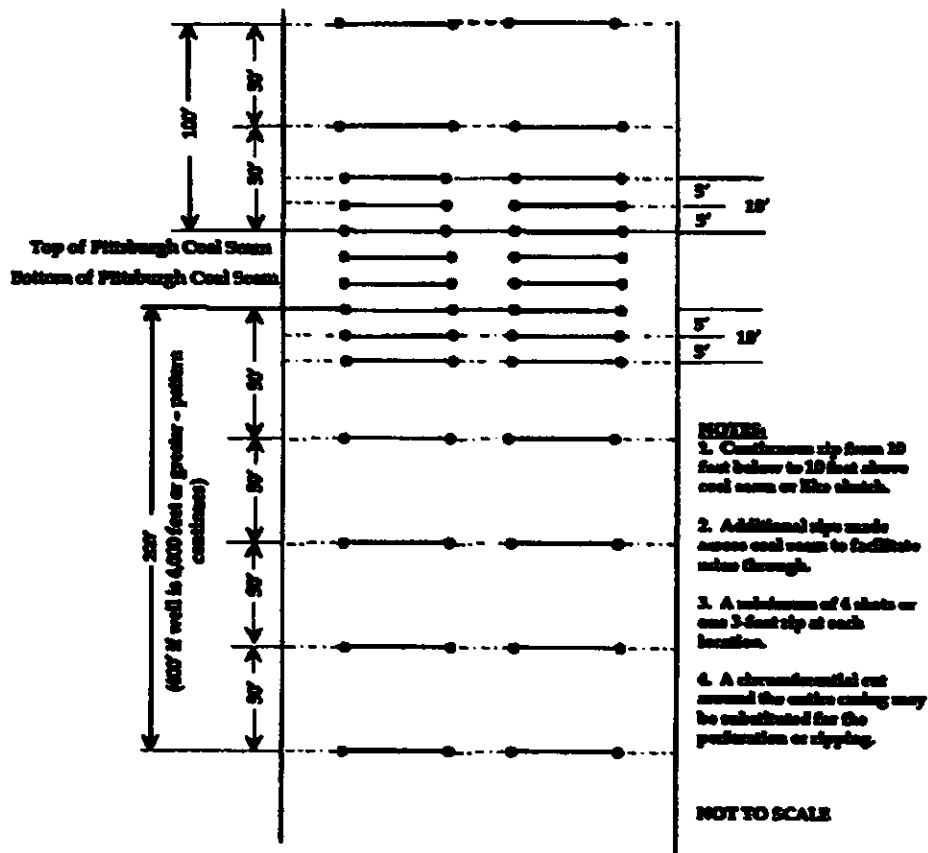 100'
50'
50'
5'
10'
5'
Top of Pittsburgh Coal Seam
Bottom of Pittsburgh Coal Seam
5'
10'
5'
200'
(400' if well is 4,000 feet or greater – pattern
continues)
50'
50'
50'
50'
NOTES:
1. Continuous rip from 10
feet below to 10 feet above
coal seam or like sketch.
2. Additional rips made
across coal seam to facilitate
mine through.
3. A minimum of 4 shots or
one 3-foot rip at each
location.
4. A circumferential cut
around the entire casing may
be substituted for the
perforation or ripping.
NOT TO SCALE